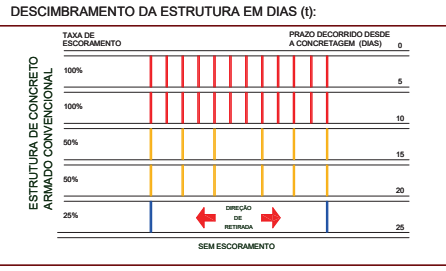 DESCIMBRAMENTO DA ESTRUTURA EM DIAS (t):
TAXA DE
ESCORAMENTO
PRAZO DECORRIDO DESDE
A CONCRETAGEM (DIAS)
0
ESTRUTURA DE CONCRETO
ARMADO CONVENCIONAL
100%
5
100%
10
50%
15
50%
20
25%
DIREÇÃO
DE
RETIRADA
25
SEM ESCORAMENTO